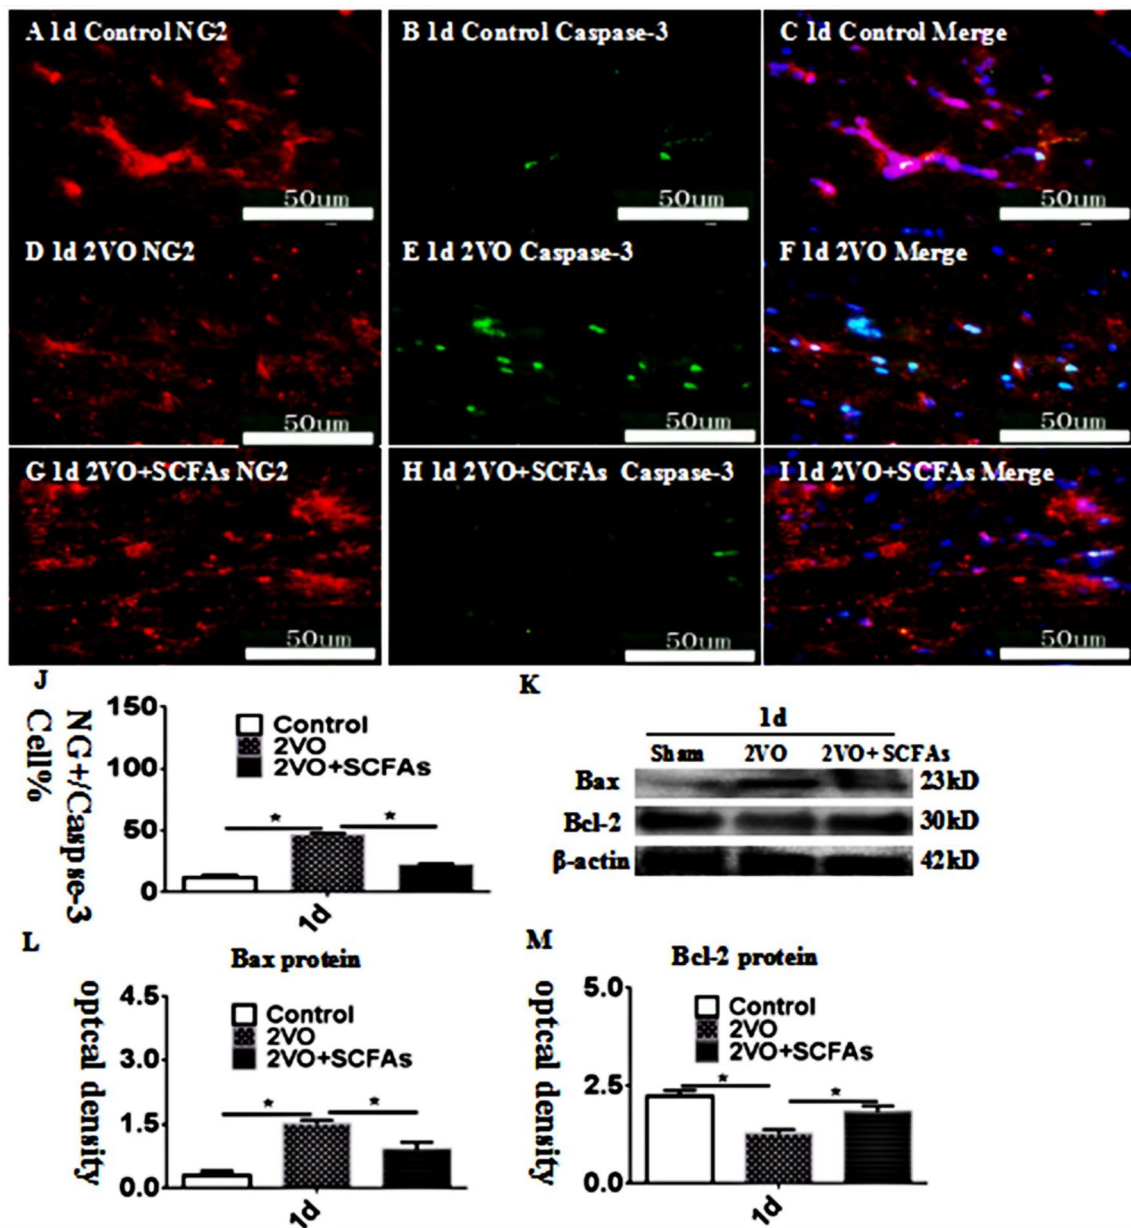 A 1d Control NG2
B 1d Control Caspase-3
C 1d Control Merge
50um
50um
50um
D 1d 2VO NG2
E 1d 2VO Caspase-3
F 1d 2VO Merge
50um
50um
50um
G 1d 2VO+SCFAs NG2
H 1d 2VO+SCFAs Caspase-3
I 1d 2VO+SCFAs Merge
50um
50um
50um
J
NG+/Caspse-3
Cell%
150
100
50
0
Control
2VO
2VO+SCFAs
*
*
1d
K
1d
Sham 2VO 2VO+SCFAs
Bax 23kD
Bcl-2 30kD
β-actin 42kD
L
Bax protein
optcal density
4.5
3.0
1.5
0.0
Control
2VO
2VO+SCFAs
*
*
1d
M
Bcl-2 protein
optcal density
5.0
2.5
0.0
Control
2VO
2VO+SCFAs
*
*
1d